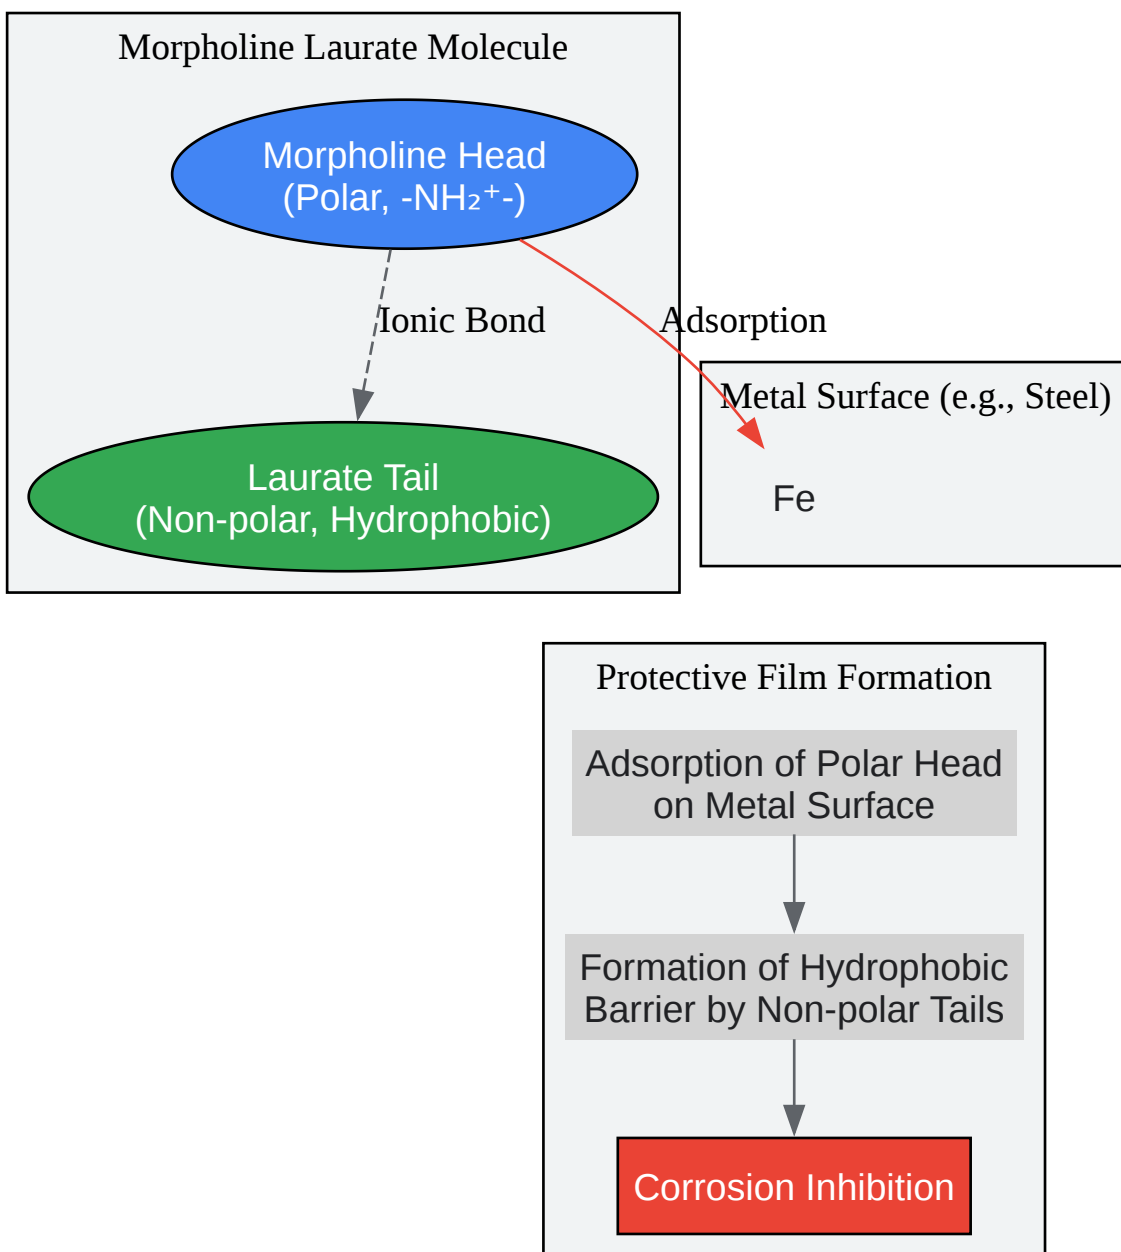 Morpholine Laurate Molecule
Morpholine Head
(Polar, -NH₂⁺-)
Ionic Bond
Adsorption
Laurate Tail
(Non-polar, Hydrophobic)
Metal Surface (e.g., Steel)
Fe
Protective Film Formation
Adsorption of Polar Head
on Metal Surface
Formation of Hydrophobic
Barrier by Non-polar Tails
Corrosion Inhibition